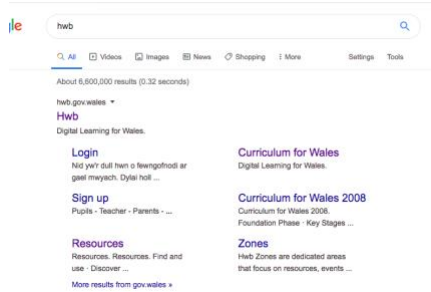 le
hwb
All Videos Images News Shopping More Settings Tools
About 6,600,000 results (0.32 seconds)
hwb.gov.wales
Hwb
Digital Learning for Wales.
Login
Nid yw'r dull hwn o fewngofnodi ar
gael mwyach. Dylai holl ...
Curriculum for Wales
Digital Learning for Wales.
Sign up
Pupils - Teacher - Parents - ...
Curriculum for Wales 2008
Curriculum for Wales 2008.
Foundation Phase · Key Stages ...
Resources
Resources. Resources. Find and
use · Discover ...
Zones
Hwb Zones are dedicated areas
that focus on resources, events ...
More results from gov.wales »